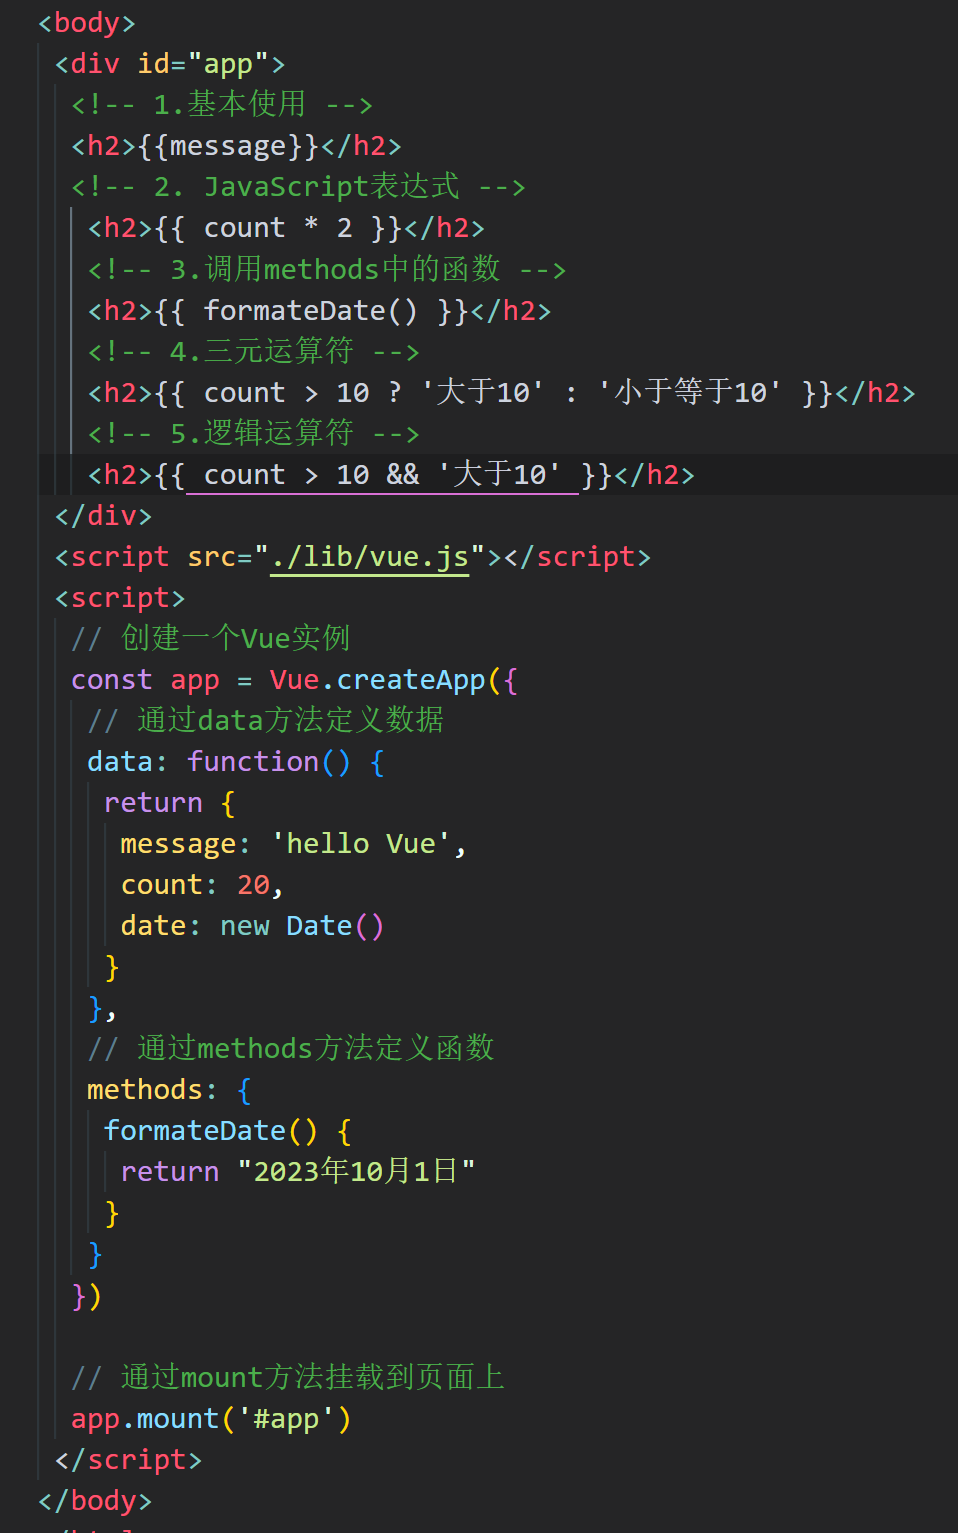 <body>
<div id="app">
<!-- 1.基本使用 -->
<h2>{{message}}</h2>
<!-- 2. JavaScript表达式 -->
<h2>{{ count * 2 }}</h2>
<!-- 3.调用methods中的函数 -->
<h2>{{ formateDate() }}</h2>
<!-- 4.三元运算符 -->
<h2>{{ count > 10 ? '大于10' : '小于等于10' }}</h2>
<!-- 5.逻辑运算符 -->
<h2>{{ count > 10 && '大于10' }}</h2>
</div>
<script src="./lib/vue.js"></script>
<script>
// 创建一个Vue实例
const app = Vue.createApp({
// 通过data方法定义数据
data: function() {
return {
message: 'hello Vue',
count: 20,
date: new Date()
}
},
// 通过methods方法定义函数
methods: {
formateDate() {
return "2023年10月1日"
}
}
})
// 通过mount方法挂载到页面上
app.mount('#app')
</script>
</body>